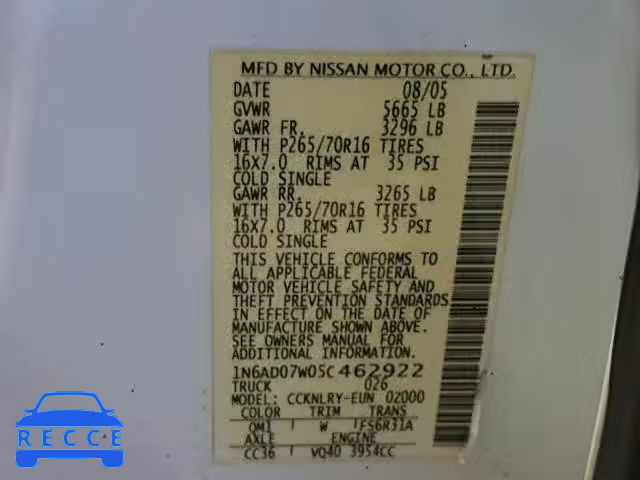 MFD BY NISSAN MOTOR CO., LTD.
DATE 08/05
GVWR 5665 LB
GAWR FR. 3296 LB
WITH P265/70R16 TIRES
16X7.0 RIMS AT 35 PSI
COLD SINGLE
GAWR RR. 3265 LB
WITH P265/70R16 TIRES
16X7.0 RIMS AT 35 PSI
COLD SINGLE
THIS VEHICLE CONFORMS TO
ALL APPLICABLE FEDERAL
MOTOR VEHICLE SAFETY AND
THEFT PREVENTION STANDARDS
IN EFFECT ON THE DATE OF
MANUFACTURE SHOWN ABOVE.
SEE OWNERS MANUAL FOR
ADDITIONAL INFORMATION.
1N6AD07W05C462922
TRUCK 026
MODEL: CCKNLRY-EUN 02000
COLOR TRIM TRANS
QM1 W FS6R31A
AXLE ENGINE
CC36 VQ40 3954CC
RECCE